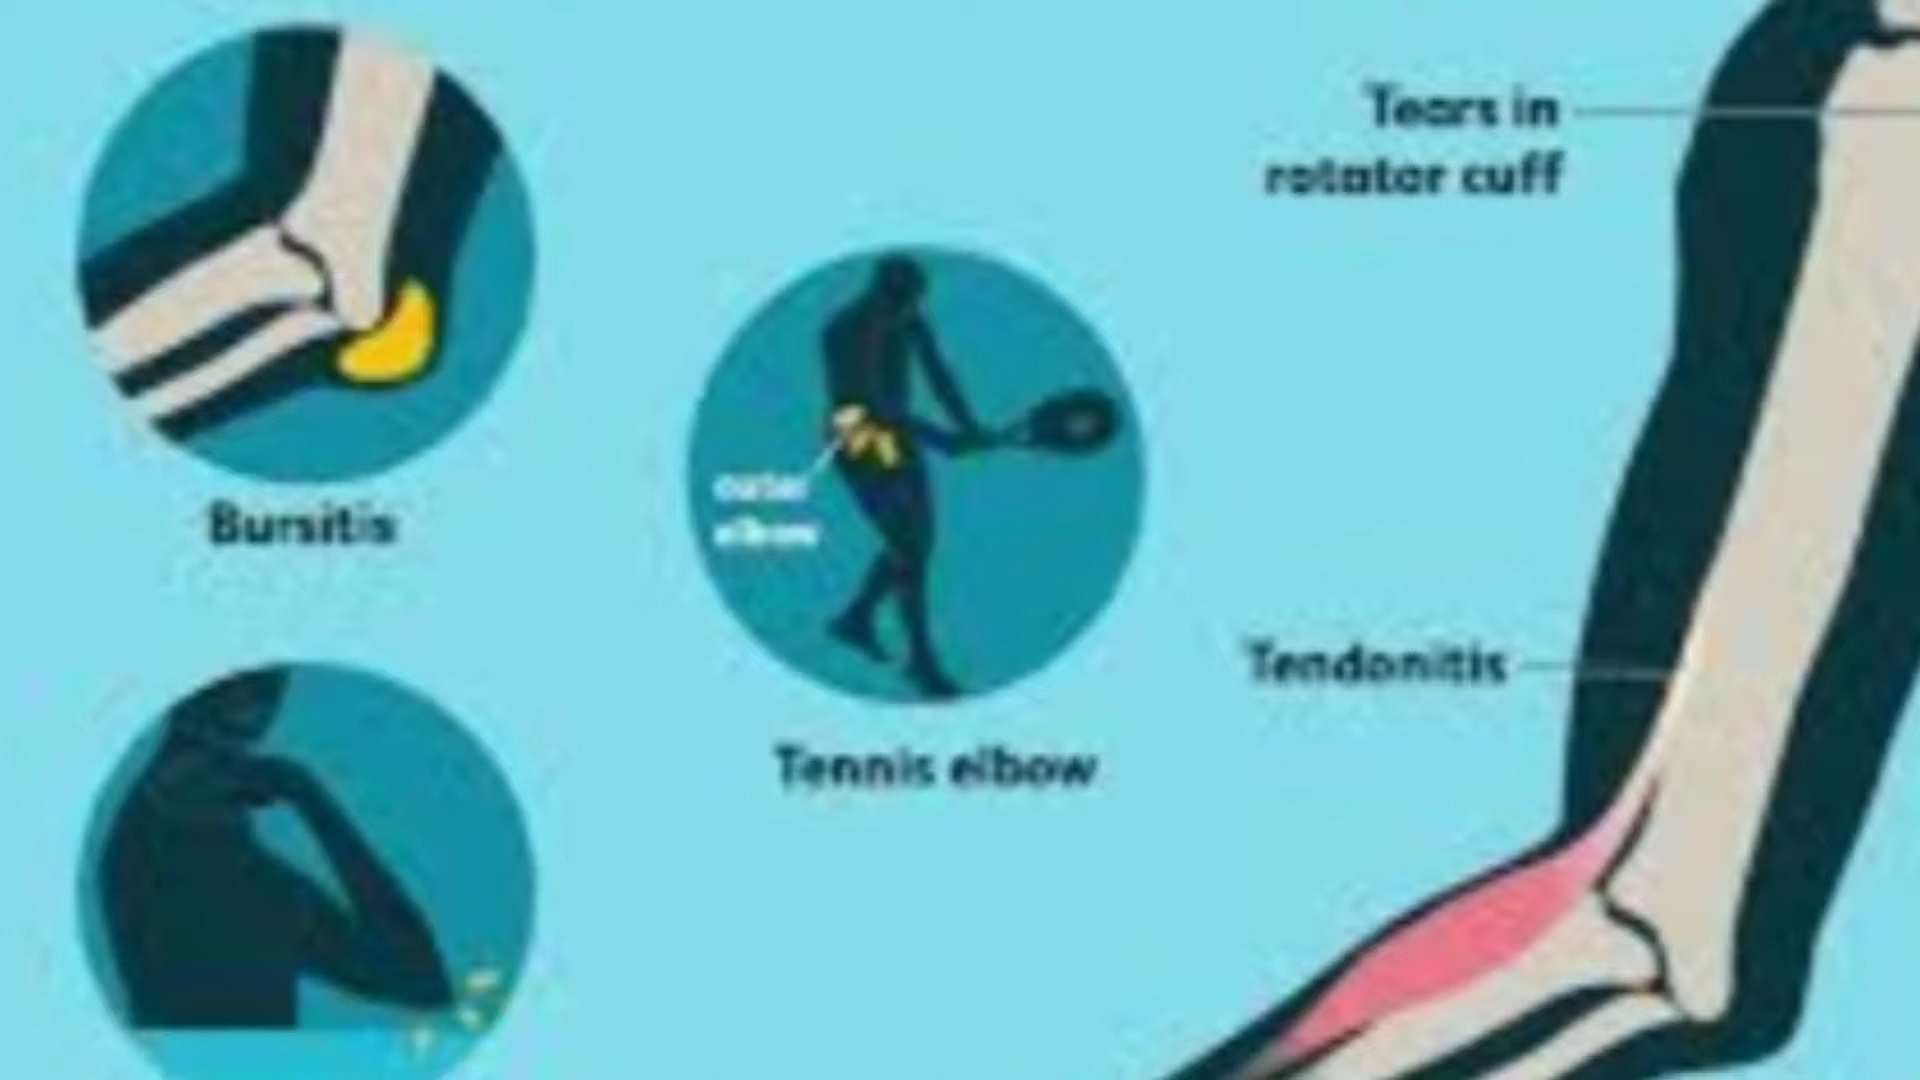 Tears in
rotator cuff
outer
elbow
Bursitis
Tendonitis
Tennis elbow